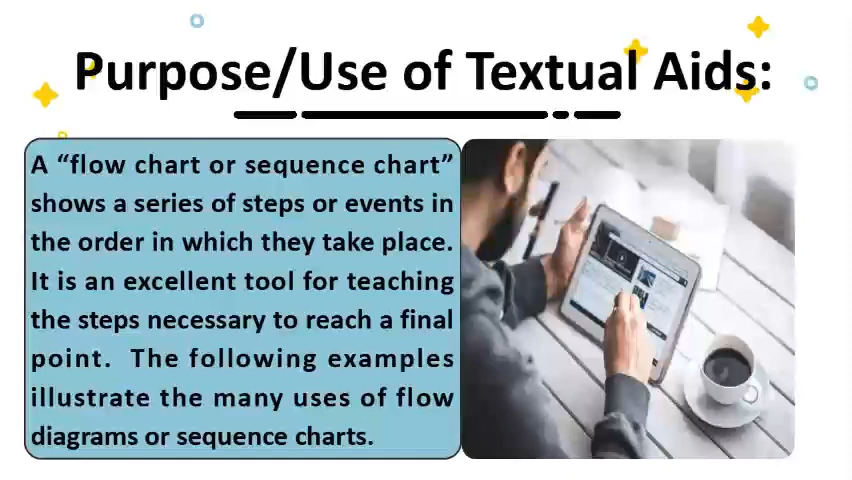 Purpose/Use of Textual Aids:
A “flow chart or sequence chart”
shows a series of steps or events in
the order in which they take place.
It is an excellent tool for teaching
the steps necessary to reach a final
point. The following examples
illustrate the many uses of flow
diagrams or sequence charts.